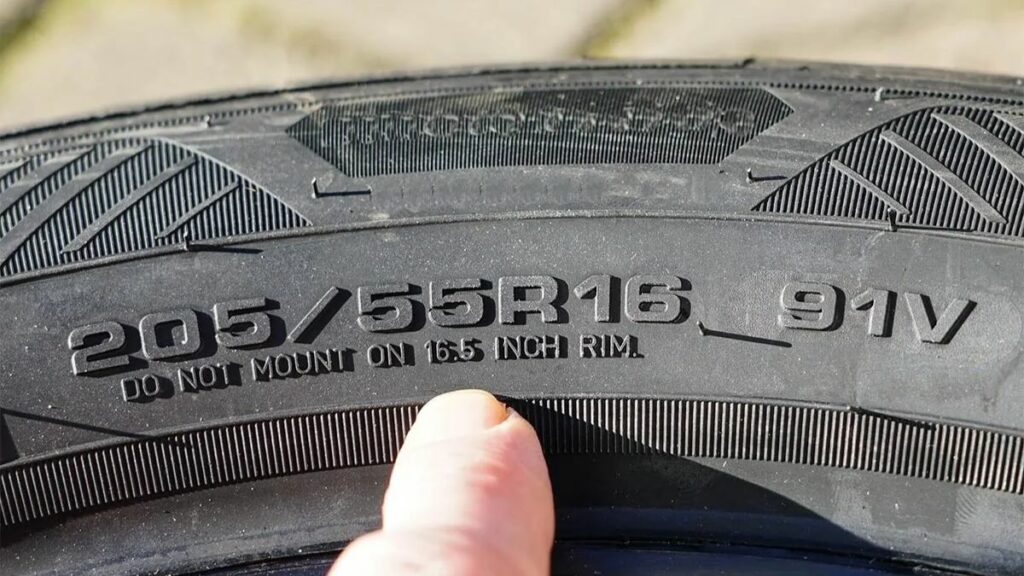 205/55R16 91V
DO NOT MOUNT ON 16.5 INCH RIM.